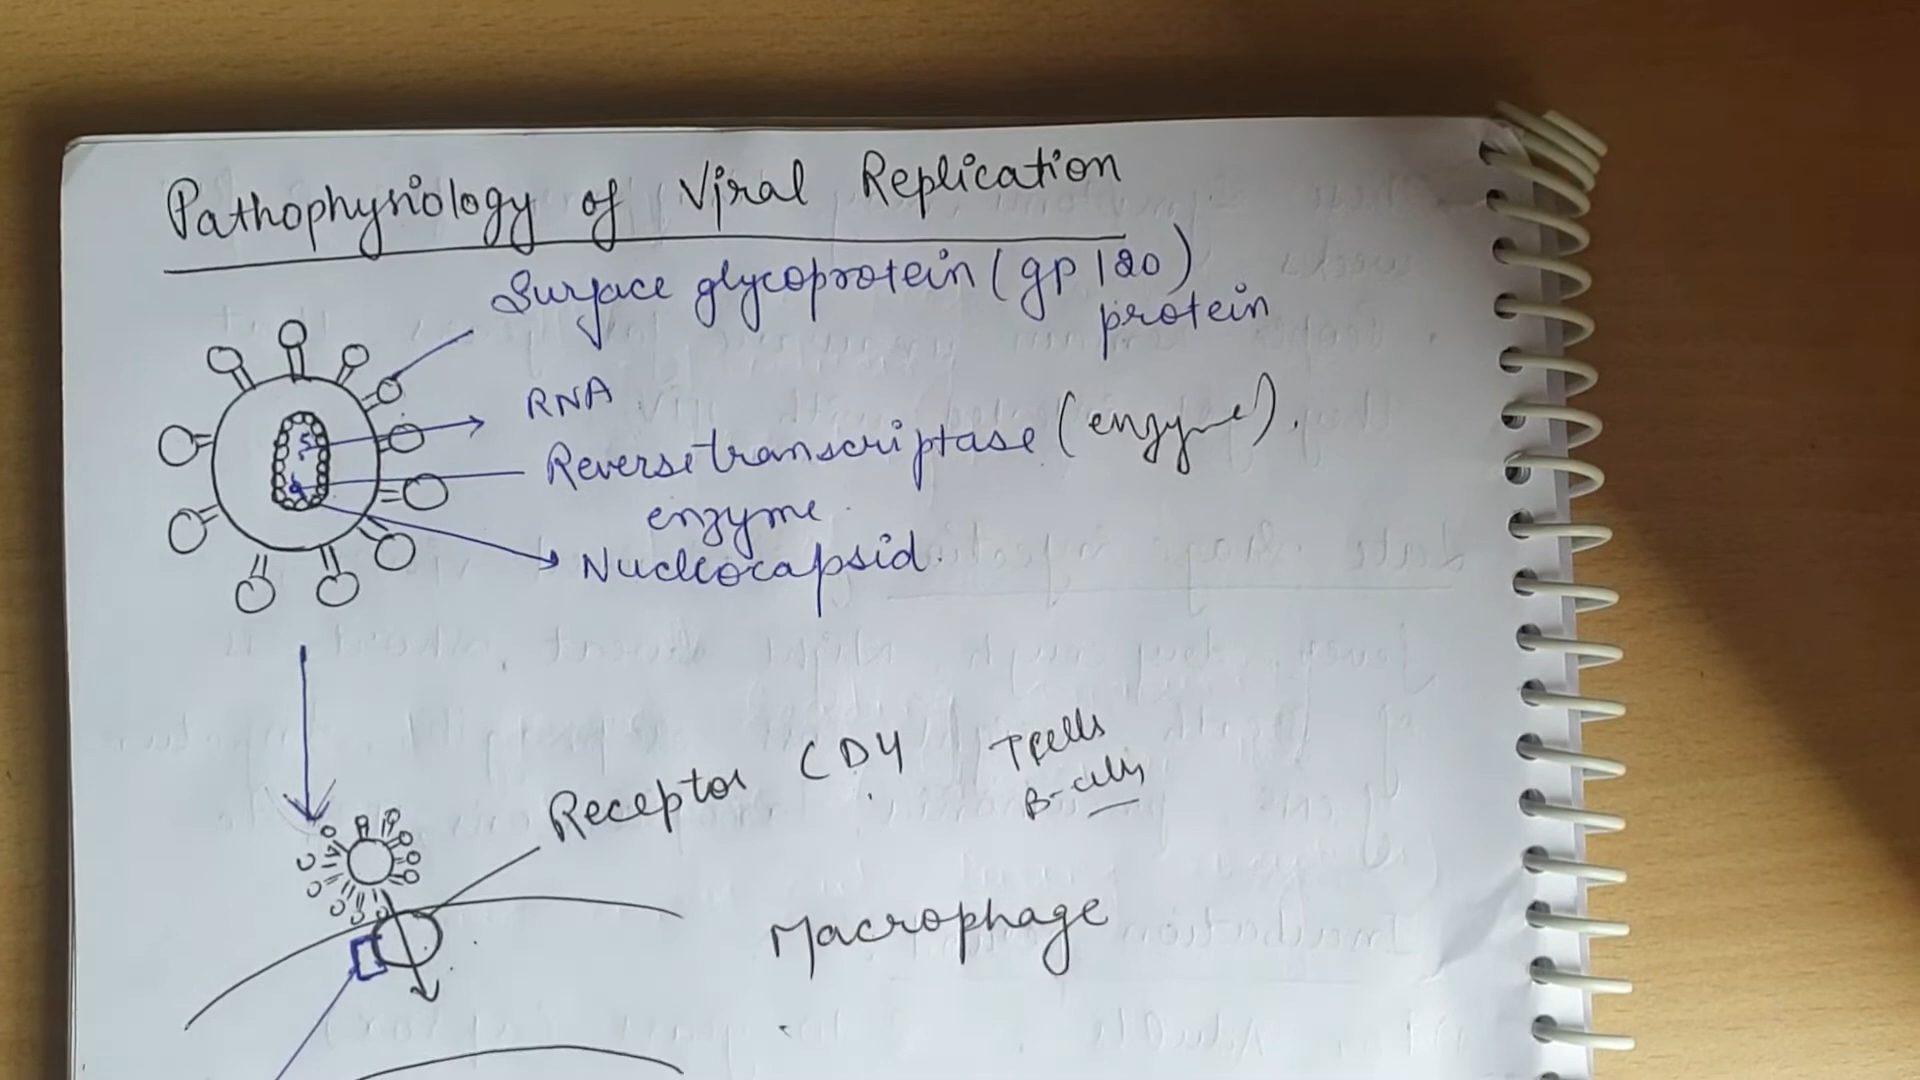 Pathophysiology of Viral Replication
Surface glycoprotein (gp 120)
protein
RNA
Reverse transcriptase (enzyme).
enzyme
Nucleocapsid.
Receptor CD4
T cells
B-cells
Macrophage